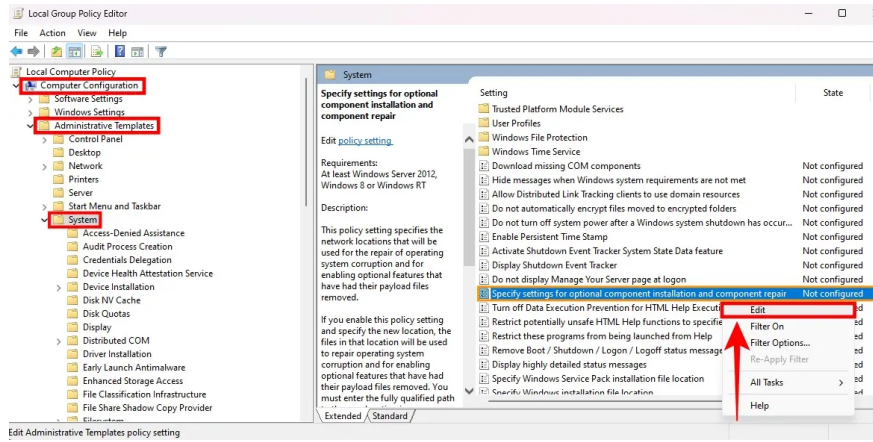 Local Group Policy Editor
File Action View Help
Local Computer Policy
Computer Configuration
Software Settings
Windows Settings
Administrative Templates
Control Panel
Desktop
Network
Printers
Server
Start Menu and Taskbar
System
Access-Denied Assistance
Audit Process Creation
Credentials Delegation
Device Health Attestation Service
Device Installation
Disk NV Cache
Disk Quotas
Display
Distributed COM
Driver Installation
Early Launch Antimalware
Enhanced Storage Access
File Classification Infrastructure
File Share Shadow Copy Provider
System
Specify settings for optional
component installation and
component repair
Edit policy setting
Requirements:
At least Windows Server 2012,
Windows 8 or Windows RT
Description:
This policy setting specifies the
network locations that will be
used for the repair of operating
system corruption and for
enabling optional features that
have had their payload files
removed.
If you enable this policy setting
and specify the new location, the
files in that location will be used
to repair operating system
corruption and for enabling
optional features that have had
their payload files removed. You
must enter the fully qualified path
Setting State
Trusted Platform Module Services
User Profiles
Windows File Protection
Windows Time Service
Download missing COM components Not configured
Hide messages when Windows system requirements are not met Not configured
Allow Distributed Link Tracking clients to use domain resources Not configured
Do not automatically encrypt files moved to encrypted folders Not configured
Do not turn off system power after a Windows system shutdown has occur... Not configured
Enable Persistent Time Stamp Not configured
Activate Shutdown Event Tracker System State Data feature Not configured
Display Shutdown Event Tracker Not configured
Do not display Manage Your Server page at logon Not configured
Specify settings for optional component installation and component repair Not configured
Turn off Data Execution Prevention for HTML Help Executi ed
Restrict potentially unsafe HTML Help functions to specifie ed
Restrict these programs from being launched from Help ed
Remove Boot / Shutdown / Logon / Logoff status message ed
Display highly detailed status messages ed
Specify Windows Service Pack installation file location ed
Specify Windows installation file location ed
Edit
Filter On
Filter Options...
Re-Apply Filter
All Tasks
Help
Extended Standard
Edit Administrative Templates policy setting